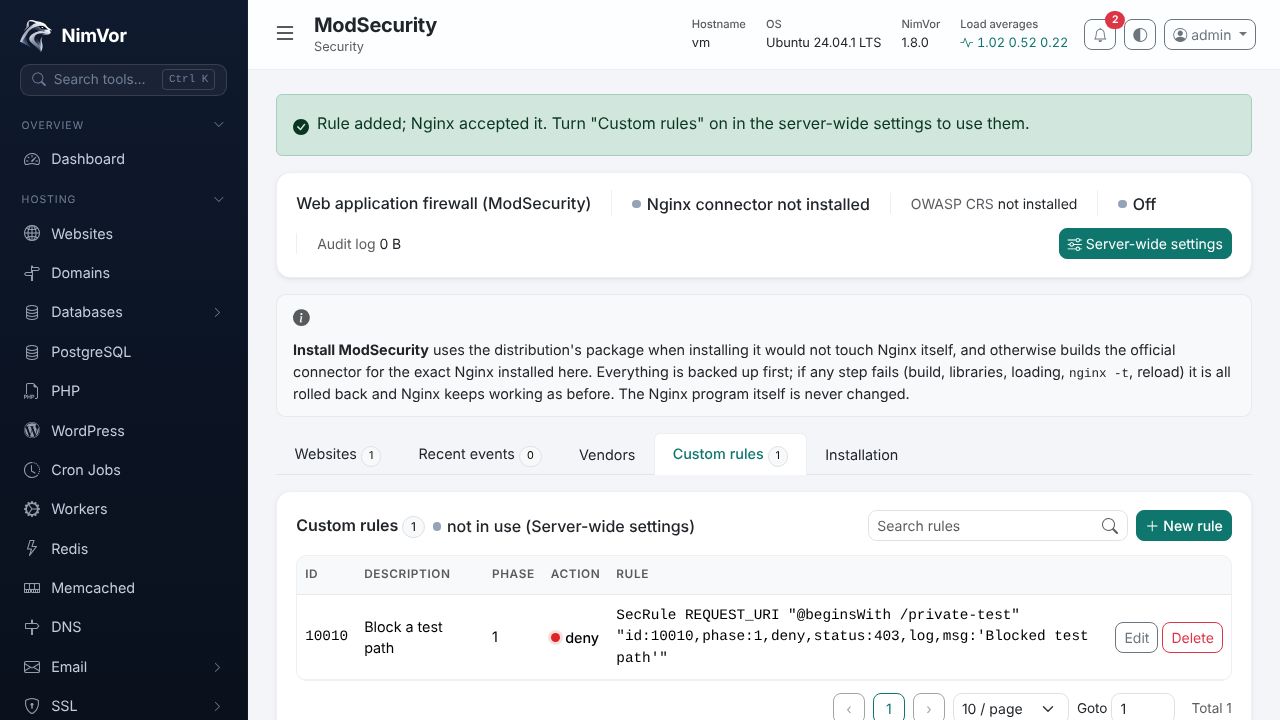 NimVor
Search tools... Ctrl K
OVERVIEW
Dashboard
HOSTING
Websites
Domains
Databases
PostgreSQL
PHP
WordPress
Cron Jobs
Workers
Redis
Memcached
DNS
Email
SSL
ModSecurity
Security
Hostname
vm
OS
Ubuntu 24.04.1 LTS
NimVor
1.8.0
Load averages
1.02 0.52 0.22
2
admin
Rule added; Nginx accepted it. Turn "Custom rules" on in the server-wide settings to use them.
Web application firewall (ModSecurity)
Nginx connector not installed
OWASP CRS not installed
Off
Audit log 0 B
Server-wide settings
Install ModSecurity uses the distribution's package when installing it would not touch Nginx itself, and otherwise builds the official
connector for the exact Nginx installed here. Everything is backed up first; if any step fails (build, libraries, loading, nginx -t, reload) it is all
rolled back and Nginx keeps working as before. The Nginx program itself is never changed.
Websites 1
Recent events 0
Vendors
Custom rules 1
Installation
Custom rules 1 not in use (Server-wide settings)
Search rules
New rule
ID DESCRIPTION PHASE ACTION RULE
10010
Block a test
path
1
deny
SecRule REQUEST_URI "@beginsWith /private-test"
"id:10010,phase:1,deny,status:403,log,msg:'Blocked test
path'"
Edit
Delete
‹ 1 › 10 / page Goto 1 Total 1